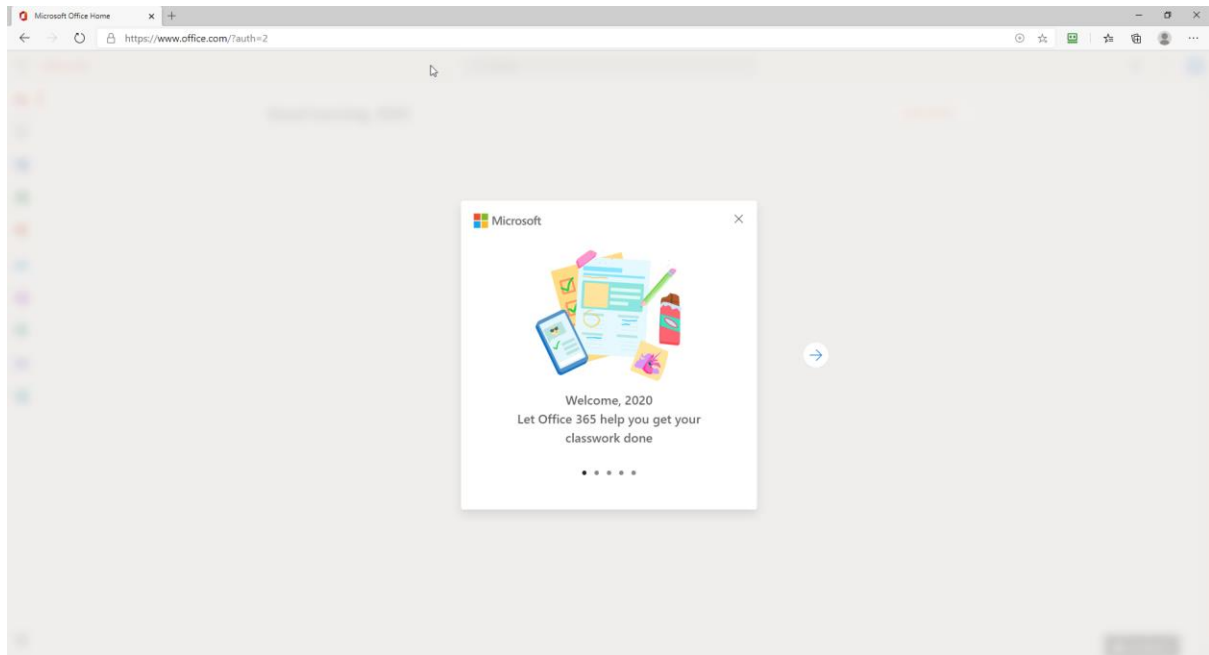 Microsoft Office Home
https://www.office.com/?auth=2
Microsoft
Welcome, 2020
Let Office 365 help you get your
classwork done